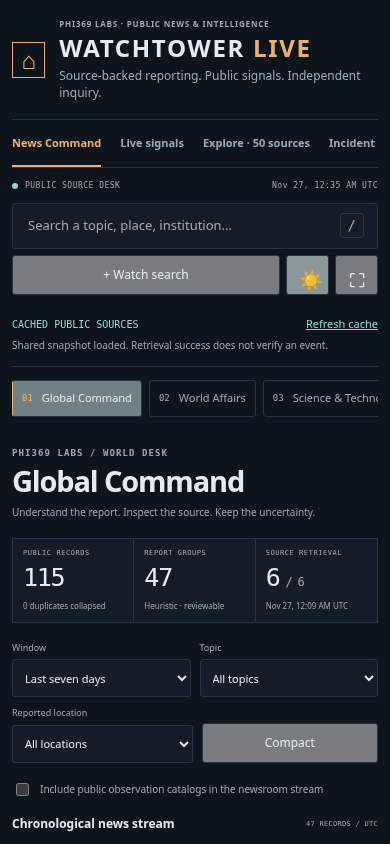 PHI369 LABS · PUBLIC NEWS & INTELLIGENCE
WATCHTOWER LIVE
Source-backed reporting. Public signals. Independent
inquiry.
News Command Live signals Explore · 50 sources Incident
PUBLIC SOURCE DESK Nov 27, 12:35 AM UTC
Search a topic, place, institution... /
+ Watch search
CACHED PUBLIC SOURCES Refresh cache
Shared snapshot loaded. Retrieval success does not verify an event.
01 Global Command 02 World Affairs 03 Science & Techno
PHI369 LABS / WORLD DESK
Global Command
Understand the report. Inspect the source. Keep the uncertainty.
PUBLIC RECORDS REPORT GROUPS SOURCE RETRIEVAL
115 47 6 / 6
0 duplicates collapsed Heuristic · reviewable Nov 27, 12:09 AM UTC
Window Topic
Last seven days All topics
Reported location
All locations Compact
Include public observation catalogs in the newsroom stream
Chronological news stream 47 RECORDS / UTC